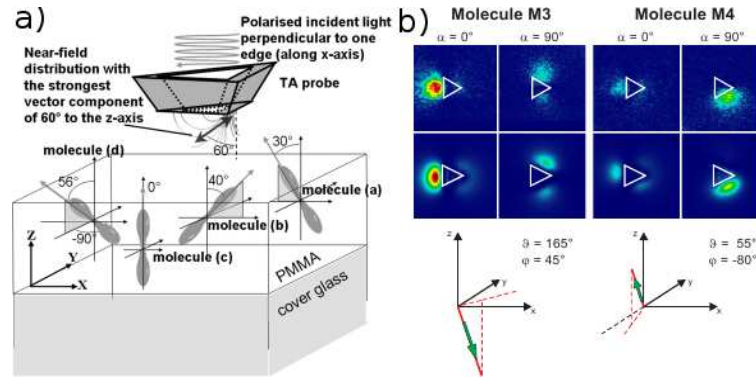 a)
Polarised incident light
perpendicular to one
edge (along x-axis)
Near-field
distribution with
the strongest
vector component
of 60° to the z-axis
TA probe
60°
30°
molecule (d)
56°
0°
40°
molecule (a)
molecule (b)
-90°
molecule (c)
Z
Y
X
PMMA
cover glass
b)
Molecule M3 Molecule M4
α = 0° α = 90° α = 0° α = 90°
z
y
x
ϑ = 165°
φ = 45°
z
y
x
ϑ = 55°
φ = -80°